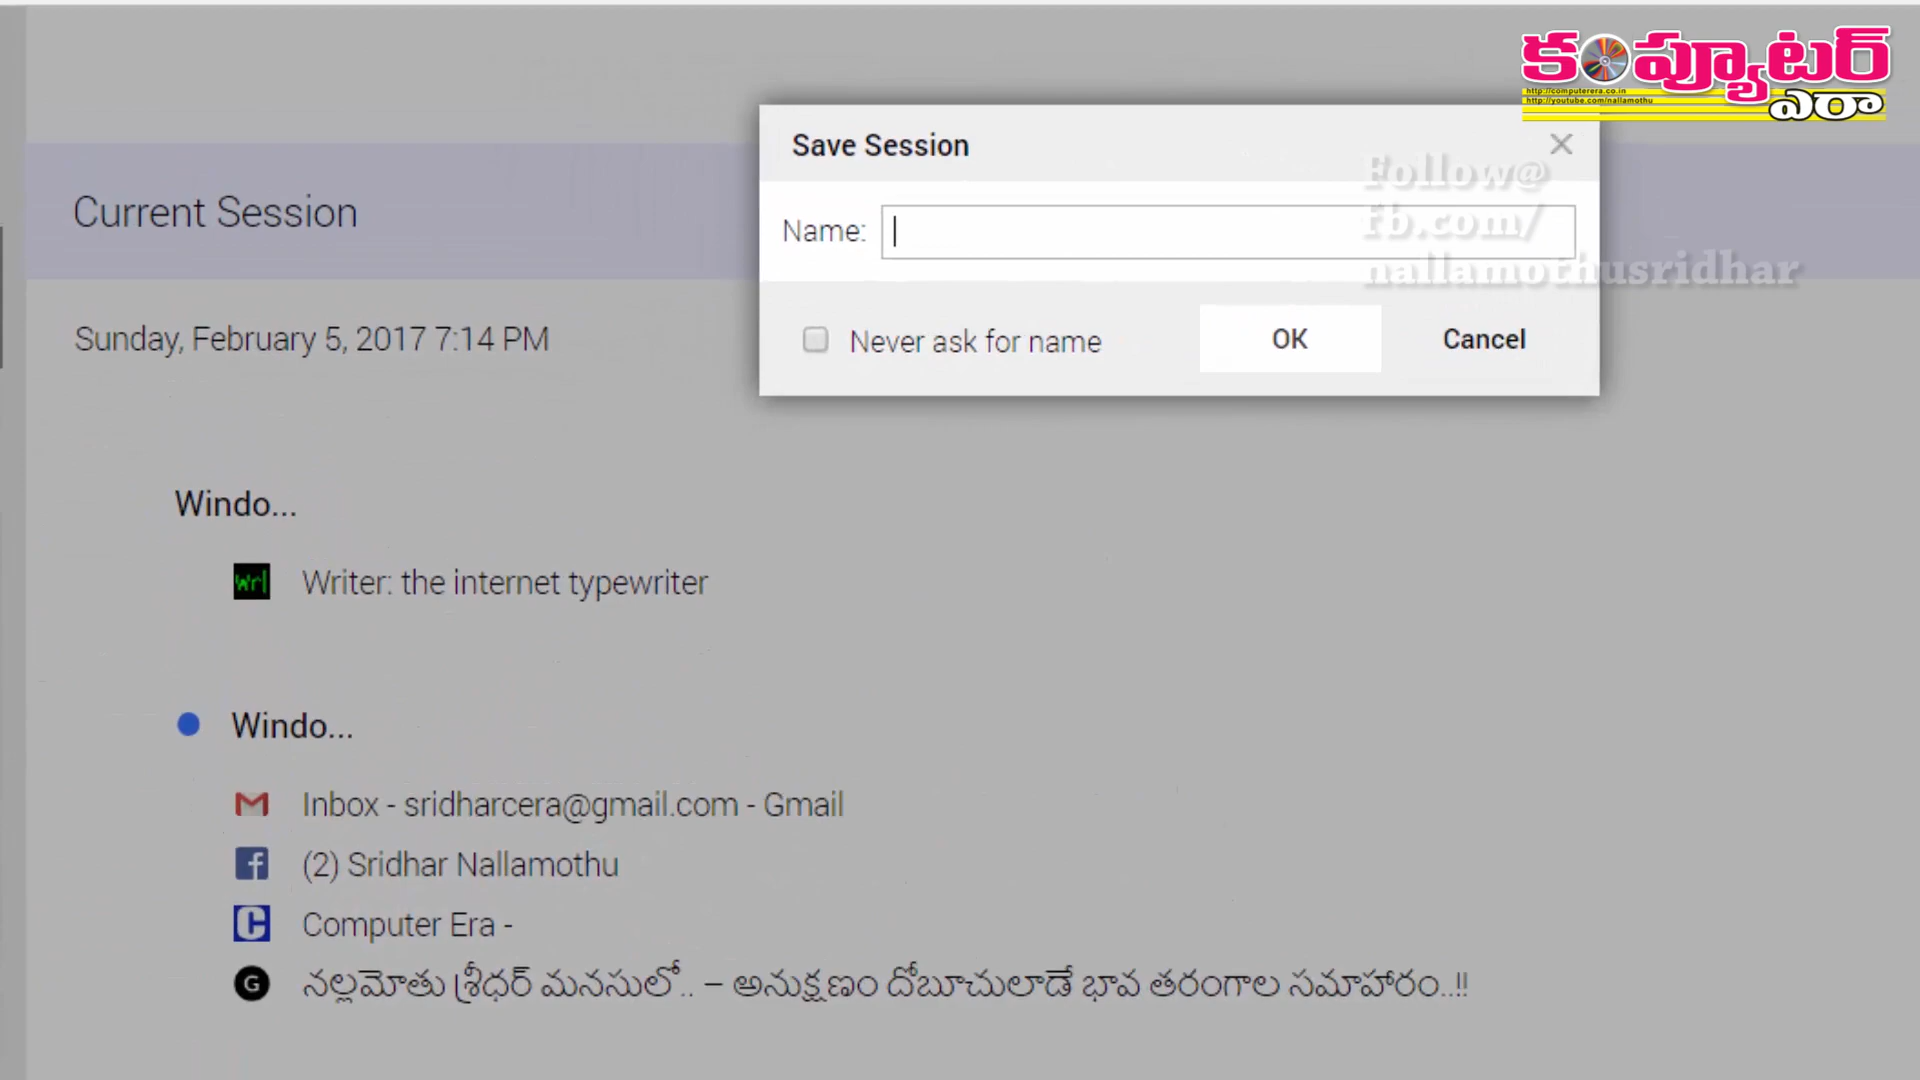 కంప్యూటర్
http://computerera.co.in
http://youtube.com/nallamothu
ఎరా
Save Session
Follow@
fb.com/
nallamothusridhar
Name:
Never ask for name
OK
Cancel
Current Session
Sunday, February 5, 2017 7:14 PM
Windo...
wrI
Writer: the internet typewriter
Windo...
Inbox - sridharcera@gmail.com - Gmail
(2) Sridhar Nallamothu
Computer Era -
నల్లమోతు శ్రీధర్ మనసులో.. – అనుక్షణం దోబూచులాడే భావ తరంగాల సమాహారం..!!